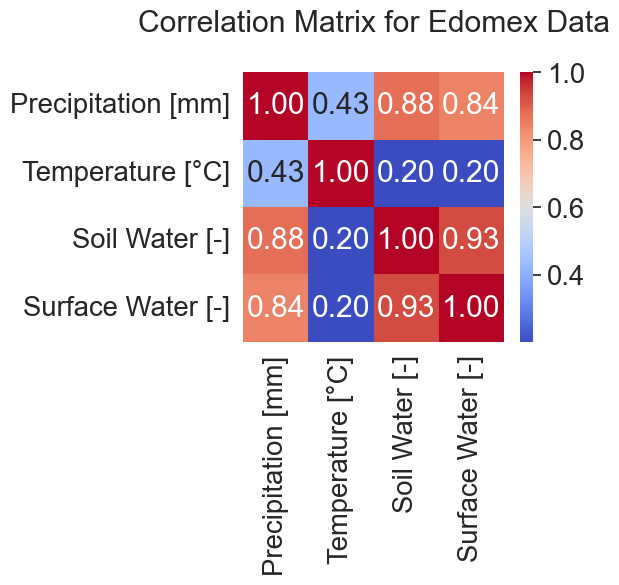 Correlation Matrix for Edomex Data
Precipitation [mm] 1.00 0.43 0.88 0.84
Temperature [°C] 0.43 1.00 0.20 0.20
Soil Water [-] 0.88 0.20 1.00 0.93
Surface Water [-] 0.84 0.20 0.93 1.00
Precipitation [mm]
Temperature [°C]
Soil Water [-]
Surface Water [-]
1.0
0.8
0.6
0.4